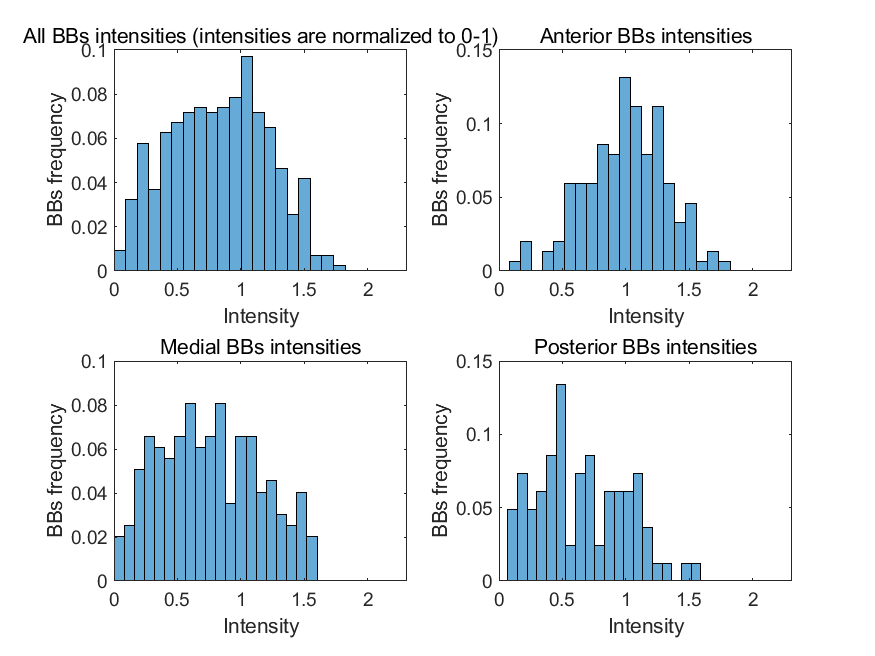 All BBs intensities (intensities are normalized to 0-1)
0.1
0.08
0.06
0.04
0.02
0
BBs frequency
0 0.5 1 1.5 2
Intensity
Anterior BBs intensities
0.15
0.1
0.05
0
BBs frequency
0 0.5 1 1.5 2
Intensity
Medial BBs intensities
0.1
0.08
0.06
0.04
0.02
0
BBs frequency
0 0.5 1 1.5 2
Intensity
Posterior BBs intensities
0.15
0.1
0.05
0
BBs frequency
0 0.5 1 1.5 2
Intensity